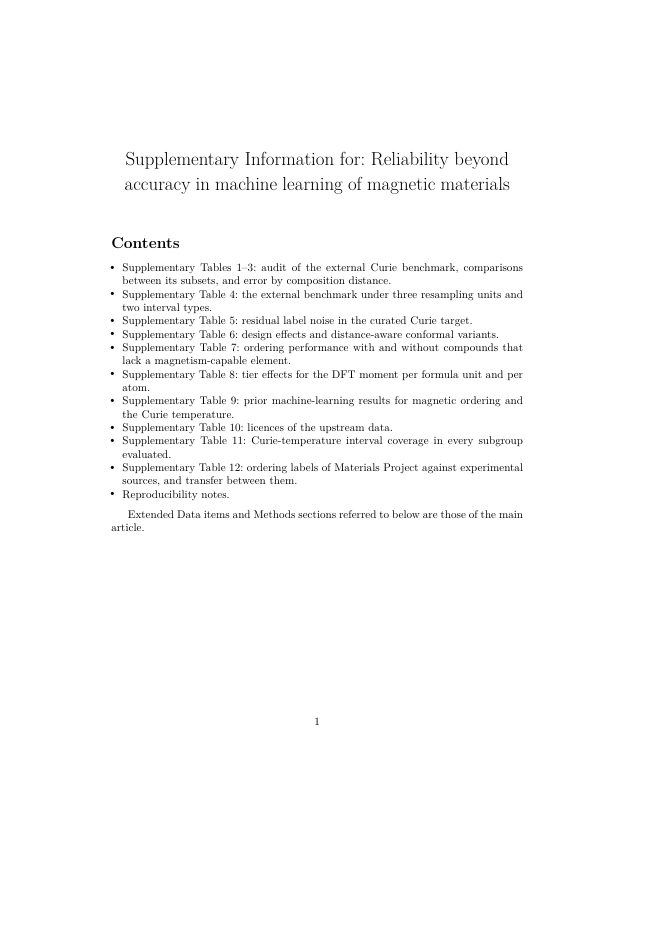 Supplementary Information for: Reliability beyond
accuracy in machine learning of magnetic materials
Contents
• Supplementary Tables 1–3: audit of the external Curie benchmark, comparisons
between its subsets, and error by composition distance.
• Supplementary Table 4: the external benchmark under three resampling units and
two interval types.
• Supplementary Table 5: residual label noise in the curated Curie target.
• Supplementary Table 6: design effects and distance-aware conformal variants.
• Supplementary Table 7: ordering performance with and without compounds that
lack a magnetism-capable element.
• Supplementary Table 8: tier effects for the DFT moment per formula unit and per
atom.
• Supplementary Table 9: prior machine-learning results for magnetic ordering and
the Curie temperature.
• Supplementary Table 10: licences of the upstream data.
• Supplementary Table 11: Curie-temperature interval coverage in every subgroup
evaluated.
• Supplementary Table 12: ordering labels of Materials Project against experimental
sources, and transfer between them.
• Reproducibility notes.
Extended Data items and Methods sections referred to below are those of the main
article.
1